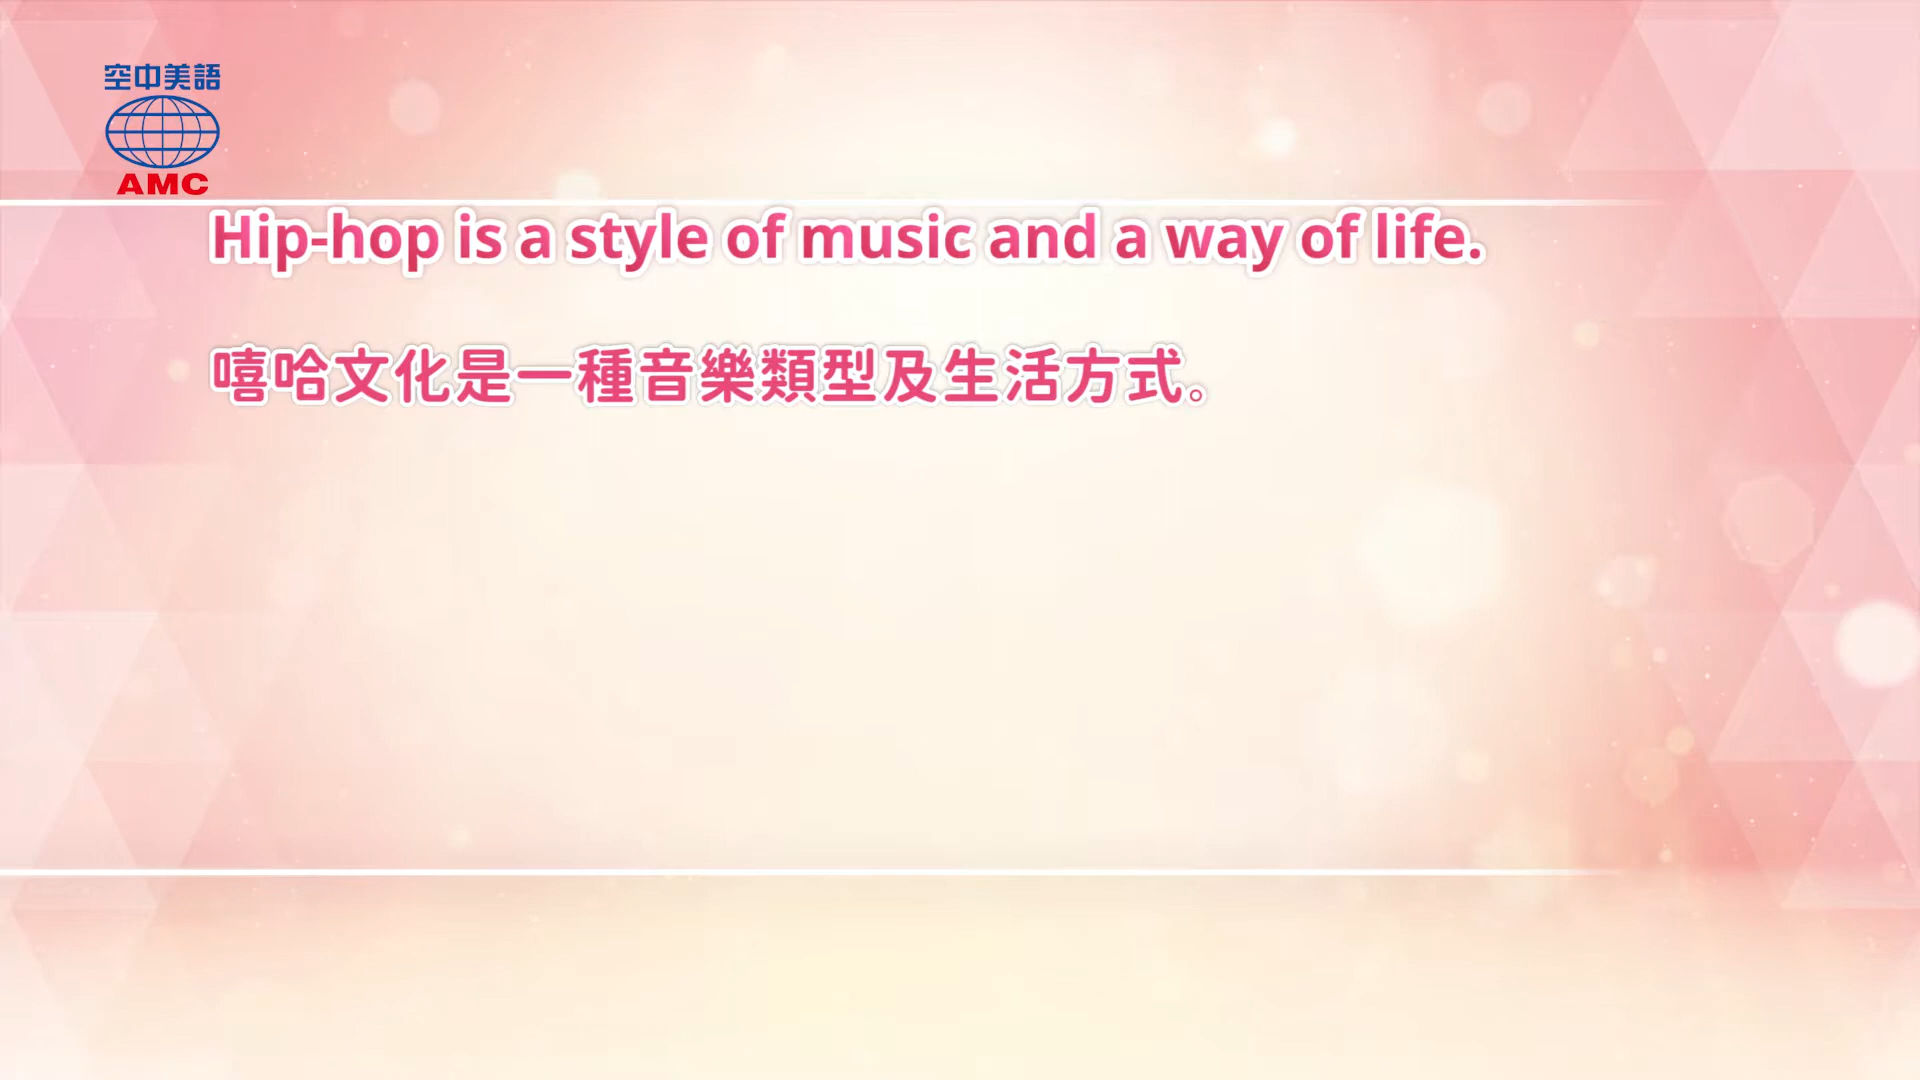 空中美語
AMC
Hip-hop is a style of music and a way of life.
嘻哈文化是一種音樂類型及生活方式。